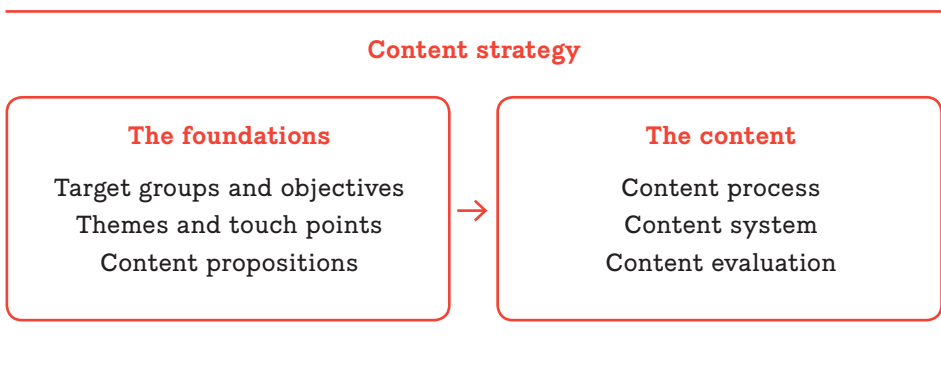 Content strategy
The foundations
Target groups and objectives
Themes and touch points
Content propositions
→
The content
Content process
Content system
Content evaluation